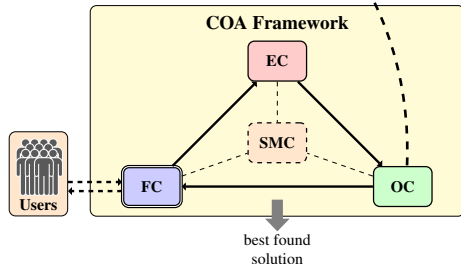 COA Framework
EC
SMC
FC
OC
Users
best found
solution